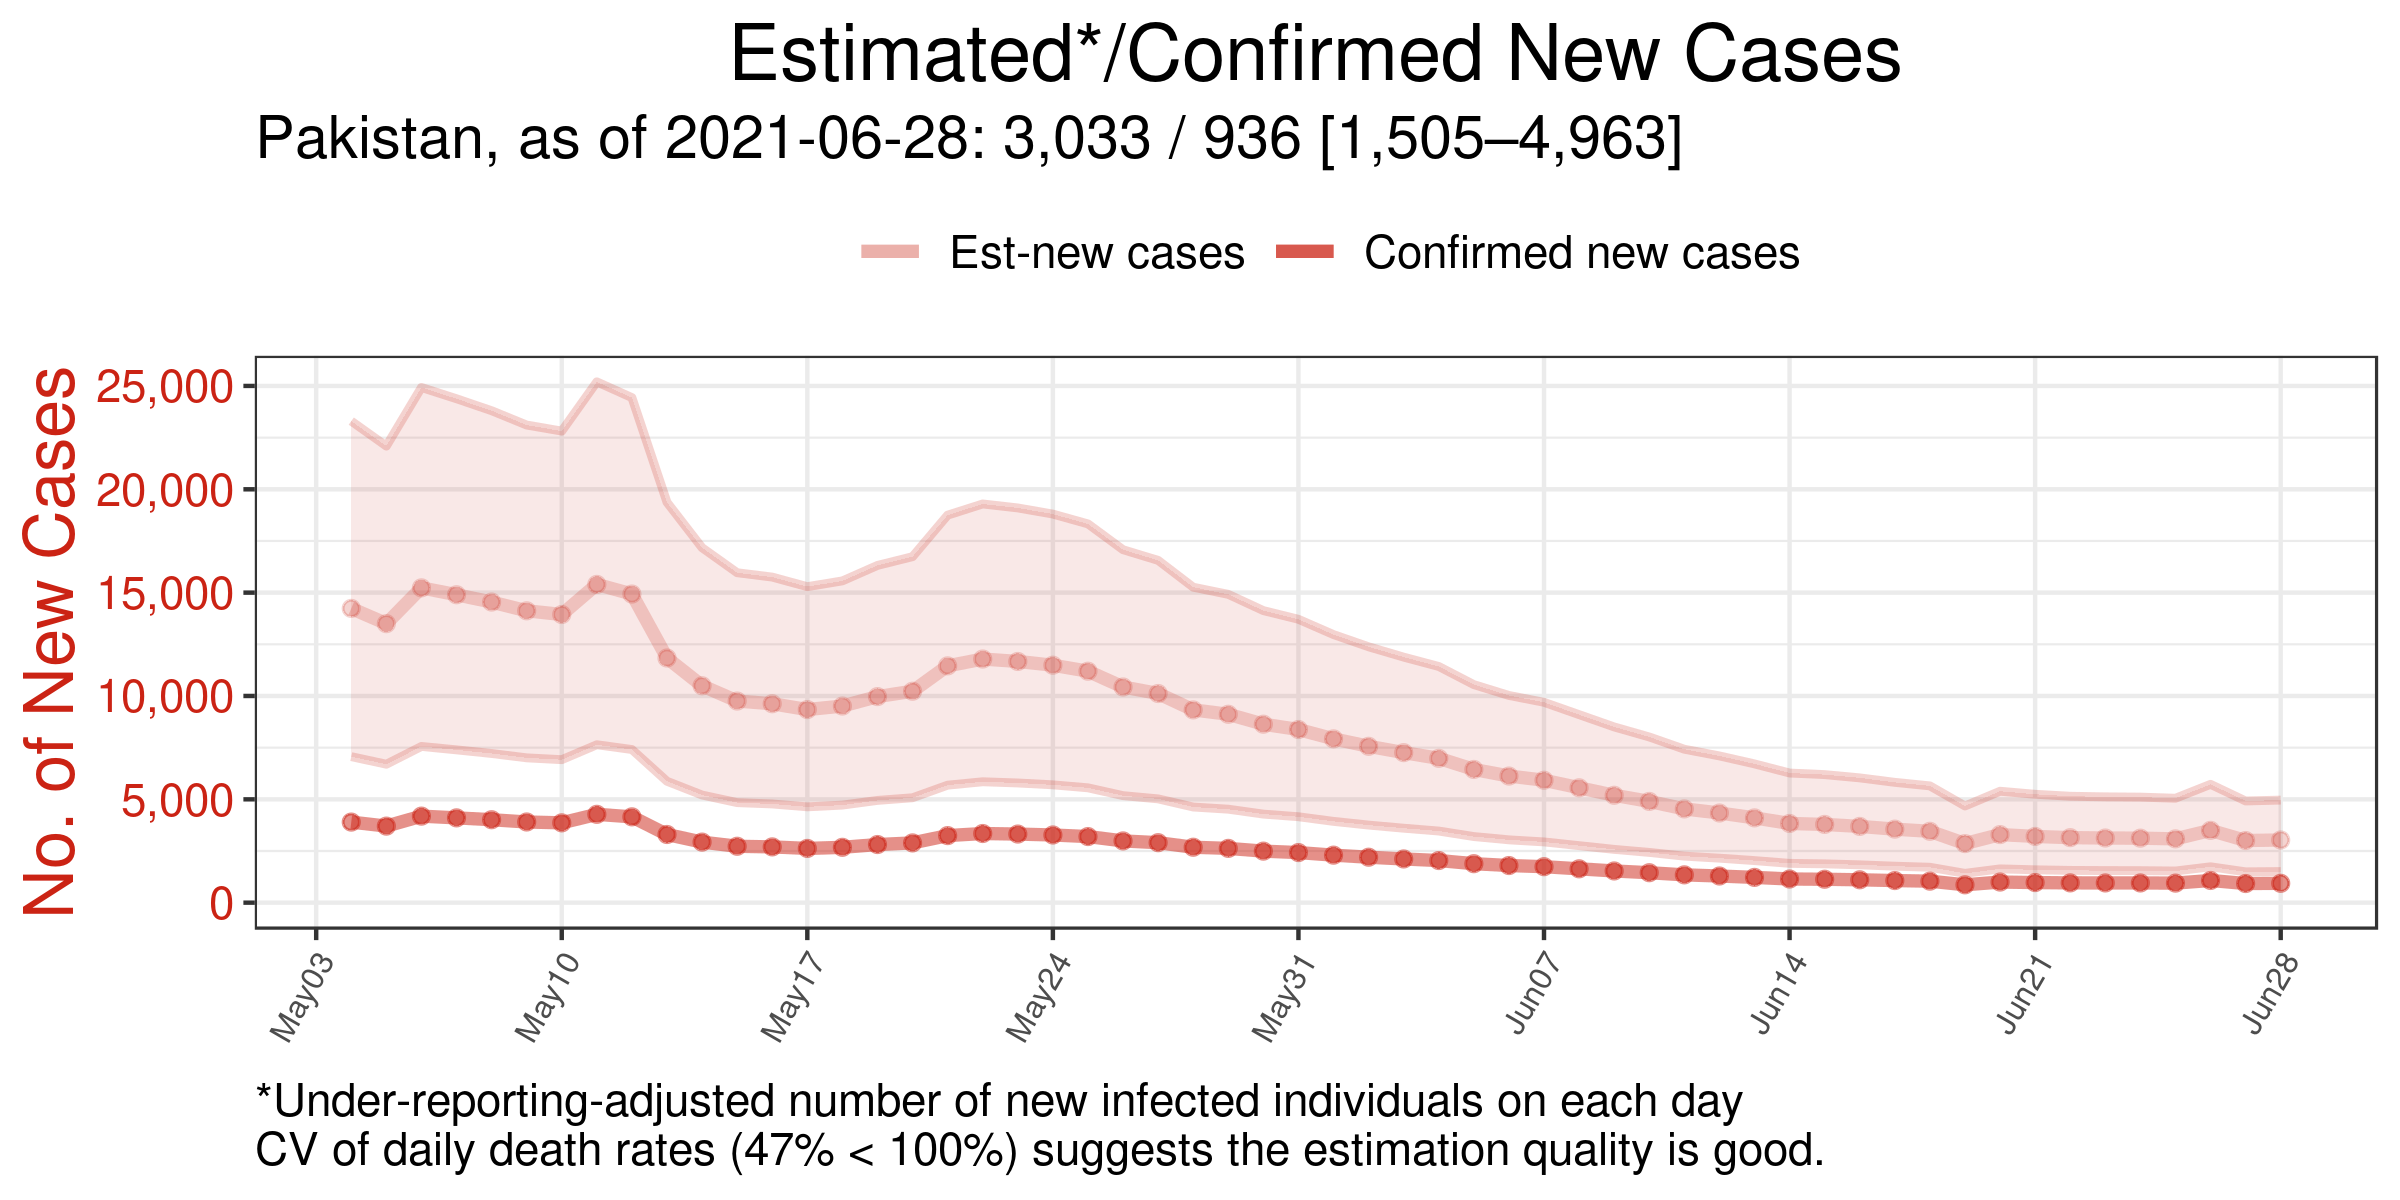 Estimated*/Confirmed New Cases
Pakistan, as of 2021-06-28: 3,033 / 936 [1,505–4,963]
Est-new cases
Confirmed new cases
No. of New Cases
25,000
20,000
15,000
10,000
5,000
0
May03
May10
May17
May24
May31
Jun07
Jun14
Jun21
Jun28
*Under-reporting-adjusted number of new infected individuals on each day
CV of daily death rates (47% < 100%) suggests the estimation quality is good.